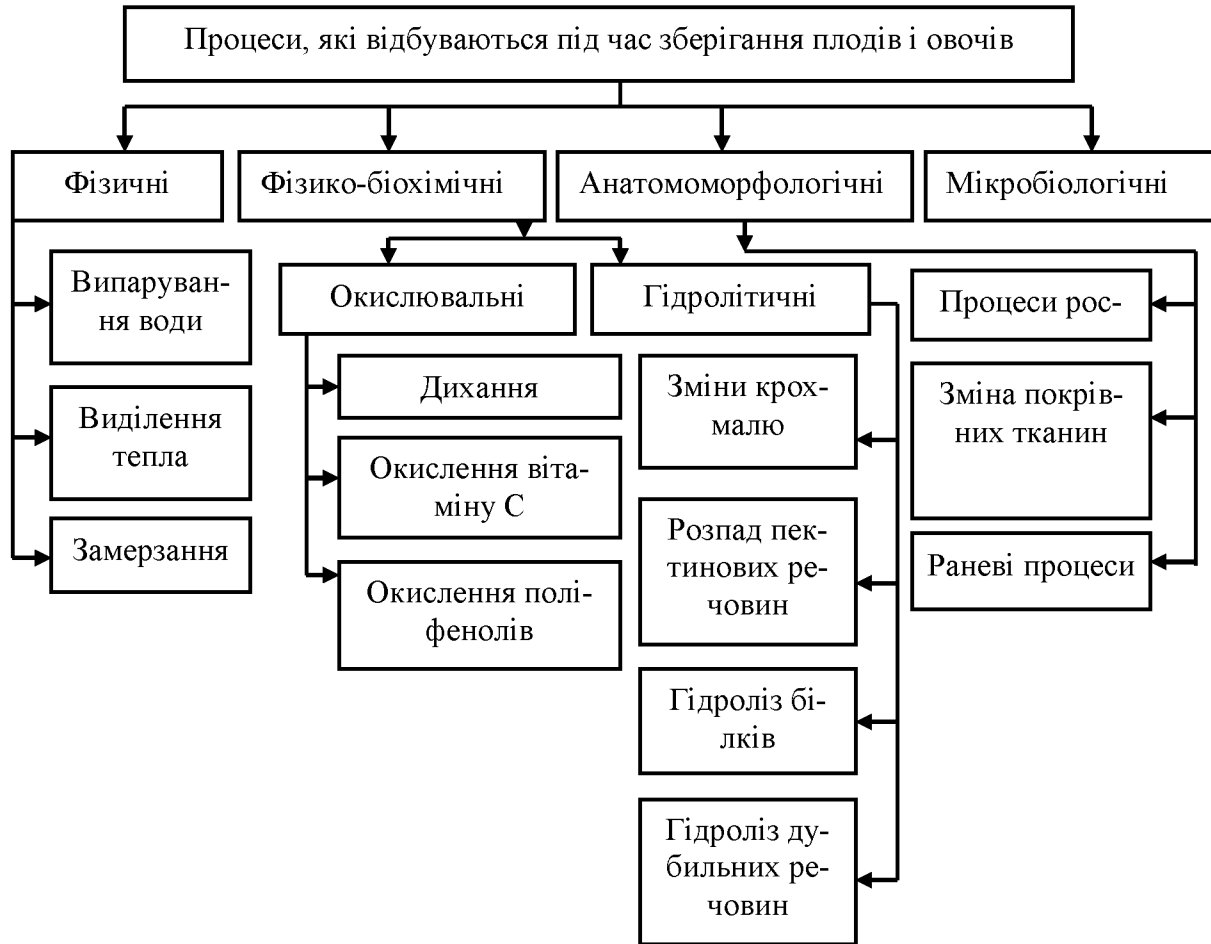 Процеси, які відбуваються під час зберігання плодів і овочів
Фізичні
Фізико-біохімічні
Анатомоморфологічні
Мікробіологічні
Випаруван-
ня води
Виділення
тепла
Замерзання
Окислювальні
Дихання
Окислення віта-
міну С
Окислення полі-
фенолів
Гідролітичні
Зміни крох-
малю
Розпад пек-
тинових ре-
човин
Гідроліз бі-
лків
Гідроліз ду-
бильних ре-
човин
Процеси рос-
Зміна покрів-
них тканин
Раневі процеси